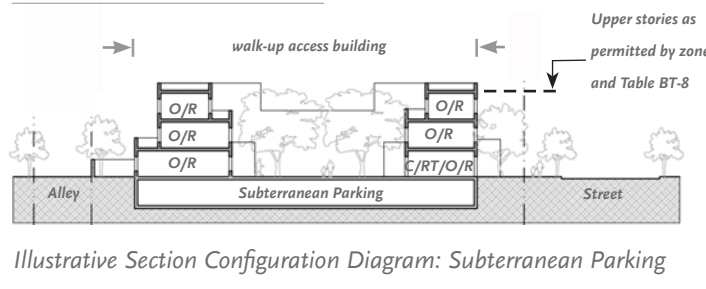 Upper stories as
walk-up access building
permitted by zone
and Table BT-8
O/R
O/R
O/R
O/R
O/R
C/RT/O/R
Alley
Subterranean Parking
Street
Illustrative Section Configuration Diagram: Subterranean Parking